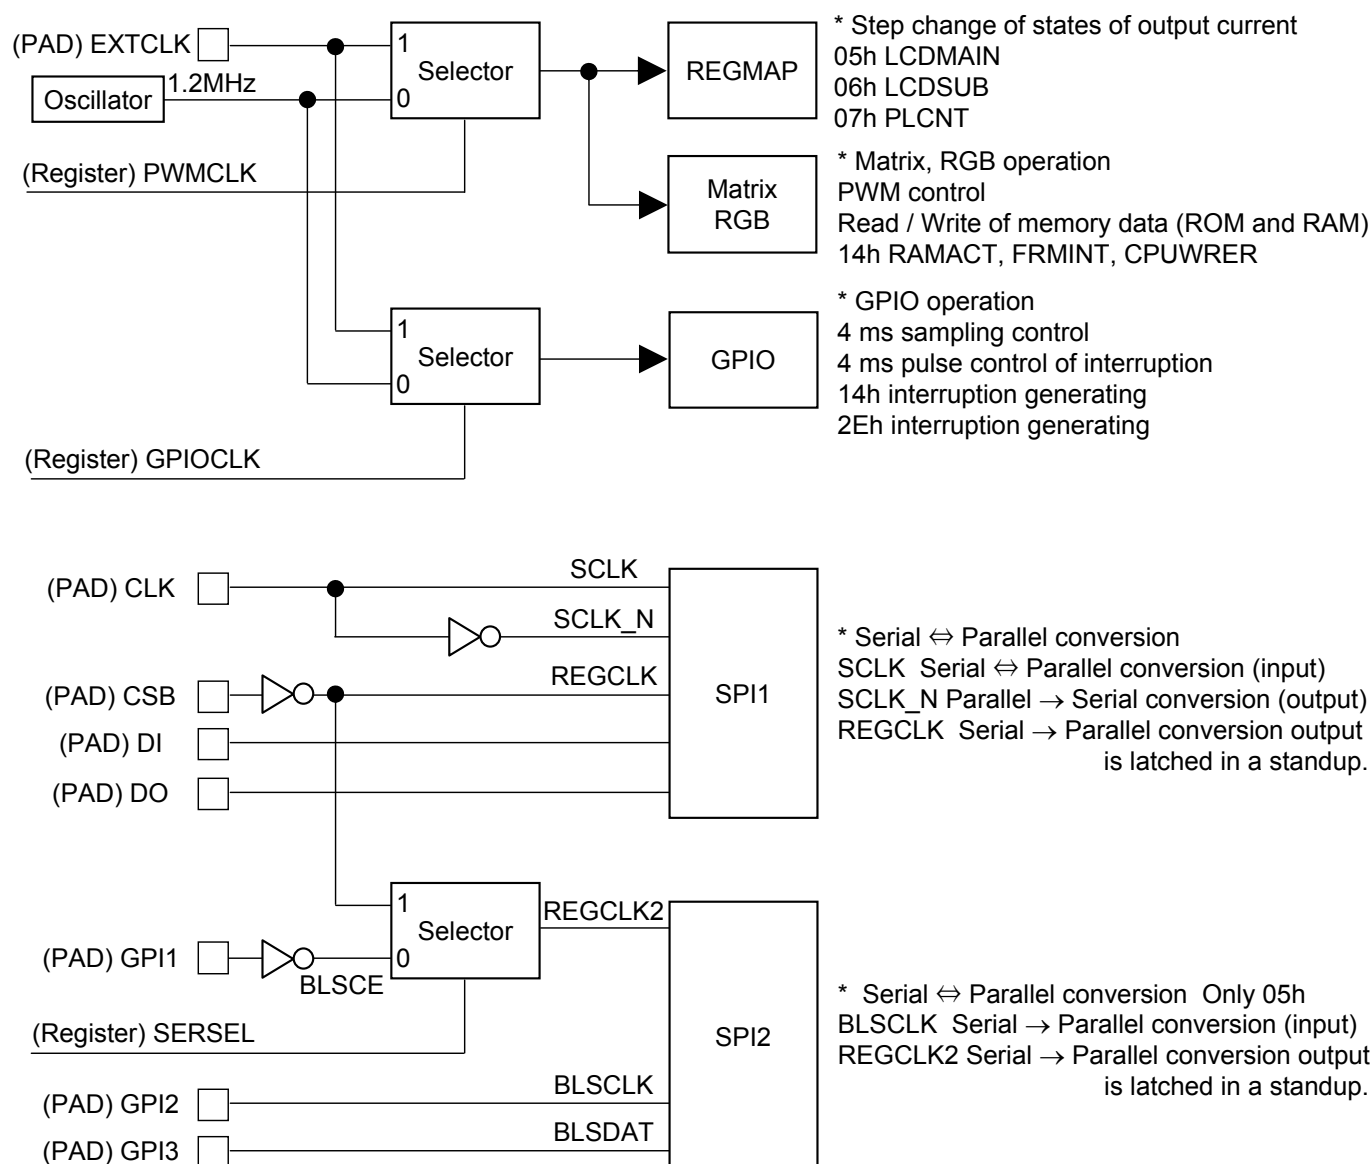 (PAD) EXTCLK
1
Selector
0
Oscillator
1.2MHz
(Register) PWMCLK
REGMAP
* Step change of states of output current
05h LCDMAIN
06h LCDSUB
07h PLCNT
Matrix
RGB
* Matrix, RGB operation
PWM control
Read / Write of memory data (ROM and RAM)
14h RAMACT, FRMINT, CPUWRER
1
Selector
0
(Register) GPIOCLK
GPIO
* GPIO operation
4 ms sampling control
4 ms pulse control of interruption
14h interruption generating
2Eh interruption generating
(PAD) CLK
SCLK
SCLK_N
(PAD) CSB
REGCLK
(PAD) DI
(PAD) DO
SPI1
* Serial ⇔ Parallel conversion
SCLK Serial ⇔ Parallel conversion (input)
SCLK_N Parallel → Serial conversion (output)
REGCLK Serial → Parallel conversion output
is latched in a standup.
1
Selector
0
REGCLK2
(PAD) GPI1
BLSCE
(Register) SERSEL
SPI2
(PAD) GPI2
BLSCLK
(PAD) GPI3
BLSDAT
* Serial ⇔ Parallel conversion Only 05h
BLSCLK Serial → Parallel conversion (input)
REGCLK2 Serial → Parallel conversion output
is latched in a standup.